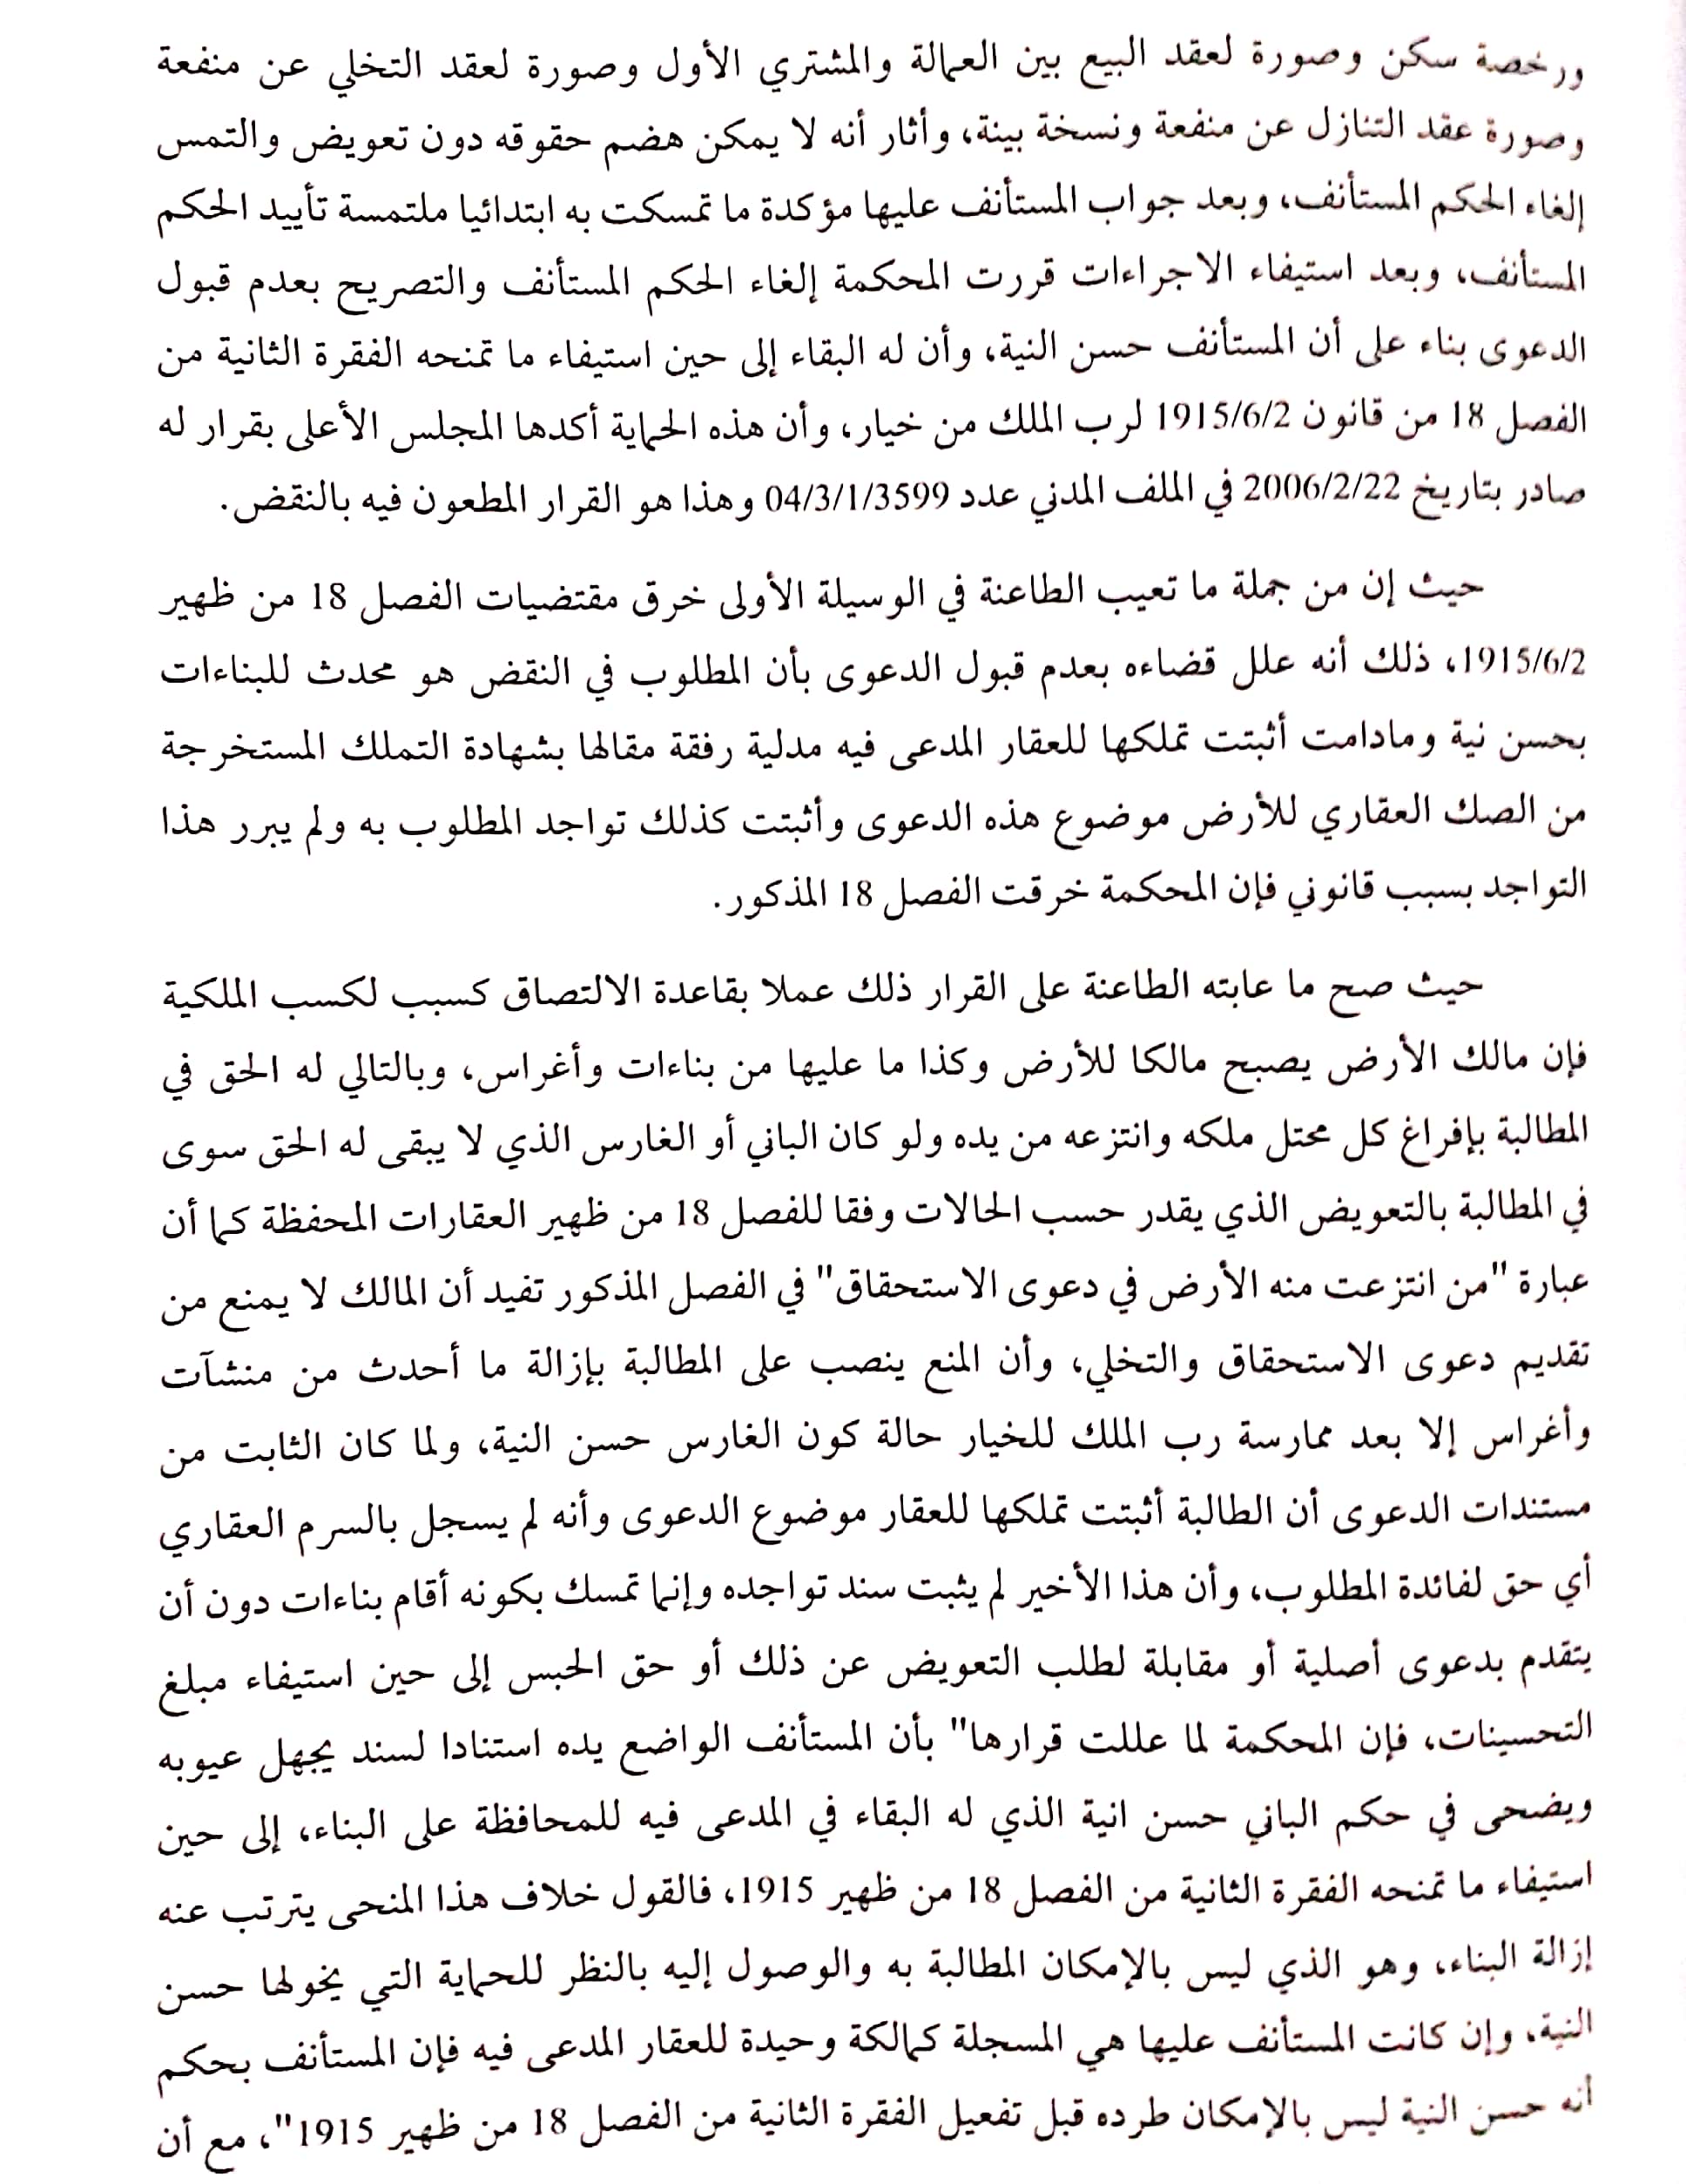 ورخصة سكن وصورة لعقد البيع بين العمالة والمشتري الأول وصورة لعقد التخلي عن منفعة
وصورة عقد التنازل عن منفعة ونسخة بينة، وأثار أنه لا يمكن هضم حقوقه دون تعويض والتمس
إلغاء الحكم المستأنف، وبعد جواب المستأنف عليها مؤكدة ما تمسكت به ابتدائيا ملتمسة تأييد الحكم
المستأنف، وبعد استيفاء الاجراءات قررت المحكمة إلغاء الحكم المستأنف والتصريح بعدم قبول
الدعوى بناء على أن المستأنف حسن النية، وأن له البقاء إلى حين استيفاء ما تمنحه الفقرة الثانية من
الفصل 18 من قانون 1915/6/2 لرب الملك من خيار، وأن هذه الحماية أكدها المجلس الأعلى بقرار له
صادر بتاريخ 2006/2/22 في الملف المدني عدد 04/3/1/3599 وهذا هو القرار المطعون فيه بالنقض.
حيث إن من جملة ما تعيب الطاعنة في الوسيلة الأولى خرق مقتضيات الفصل 18 من ظهير
1915/6/2، ذلك أنه علل قضاءه بعدم قبول الدعوى بأن المطلوب في النقض هو محدث للبناءات
بحسن نية ومادامت أثبتت تملكها للعقار المدعى فيه مدلية رفقة مقالها بشهادة التملك المستخرجة
من الصك العقاري للأرض موضوع هذه الدعوى وأثبتت كذلك تواجد المطلوب به ولم يبرر هذا
التواجد بسبب قانوني فإن المحكمة خرقت الفصل 18 المذكور.
حيث صح ما عابته الطاعنة على القرار ذلك عملا بقاعدة الالتصاق كسبب لكسب الملكية
فإن مالك الأرض يصبح مالكا للأرض وكذا ما عليها من بناءات وأغراس، وبالتالي له الحق في
المطالبة بإفراغ كل محتل ملكه وانتزعه من يده ولو كان الباني أو الغارس الذي لا يبقى له الحق سوى
في المطالبة بالتعويض الذي يقدر حسب الحالات وفقا للفصل 18 من ظهير العقارات المحفظة كما أن
عبارة "من انتزعت منه الأرض في دعوى الاستحقاق" في الفصل المذكور تفيد أن المالك لا يمنع من
تقديم دعوى الاستحقاق والتخلي، وأن المنع ينصب على المطالبة بإزالة ما أحدث من منشآت
وأغراس إلا بعد ممارسة رب الملك للخيار حالة كون الغارس حسن النية، ولما كان الثابت من
مستندات الدعوى أن الطالبة أثبتت تملكها للعقار موضوع الدعوى وأنه لم يسجل بالسرم العقاري
أي حق لفائدة المطلوب، وأن هذا الأخير لم يثبت سند تواجده وإنما تمسك بكونه أقام بناءات دون أن
يتقدم بدعوى أصلية أو مقابلة لطلب التعويض عن ذلك أو حق الحبس إلى حين استيفاء مبلغ
التحسينات، فإن المحكمة لما عللت قرارها" بأن المستأنف الواضع يده استنادا لسند يجهل عيوبه
ويضحى في حكم الباني حسن انية الذي له البقاء في المدعى فيه للمحافظة على البناء، إلى حين
استيفاء ما تمنحه الفقرة الثانية من الفصل 18 من ظهير 1915، فالقول خلاف هذا المنحى يترتب عنه
إزالة البناء، وهو الذي ليس بالإمكان المطالبة به والوصول إليه بالنظر للحماية التي يخولها حسن
النية، وإن كانت المستأنف عليها هي المسجلة كمالكة وحيدة للعقار المدعى فيه فإن المستأنف بحكم
أنه حسن النية ليس بالإمكان طرده قبل تفعيل الفقرة الثانية من الفصل 18 من ظهير 1915"، مع أن